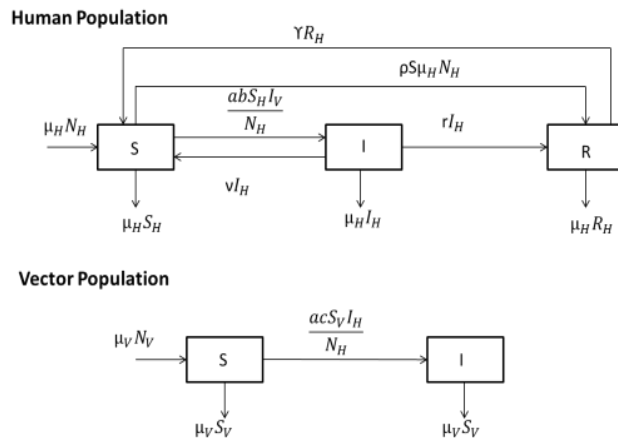 Human Population
ϒR_H
ρSμ_H N_H
abS_H I_V
N_H
μ_H N_H
S
I
rI_H
R
νI_H
μ_H S_H
μ_H I_H
μ_H R_H
Vector Population
acS_V I_H
N_H
μ_V N_V
S
I
μ_V S_V
μ_V S_V